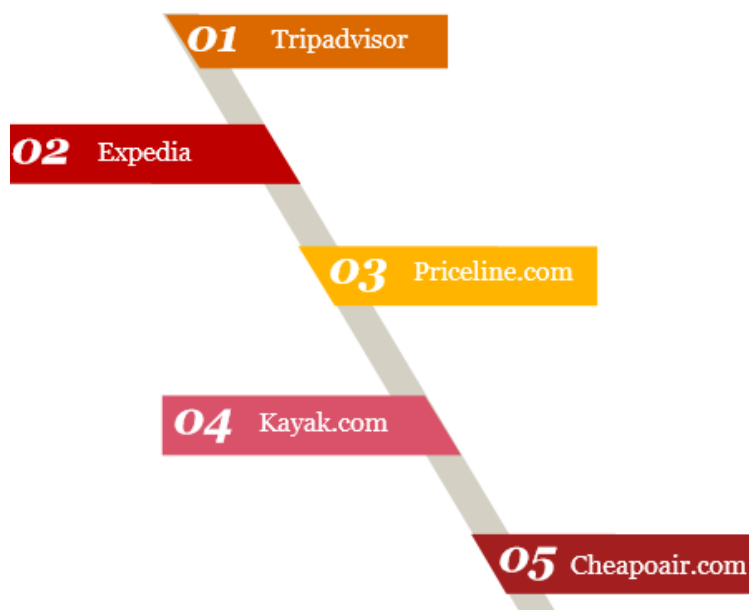 01 Tripadvisor
02 Expedia
03 Priceline.com
04 Kayak.com
05 Cheapoair.com